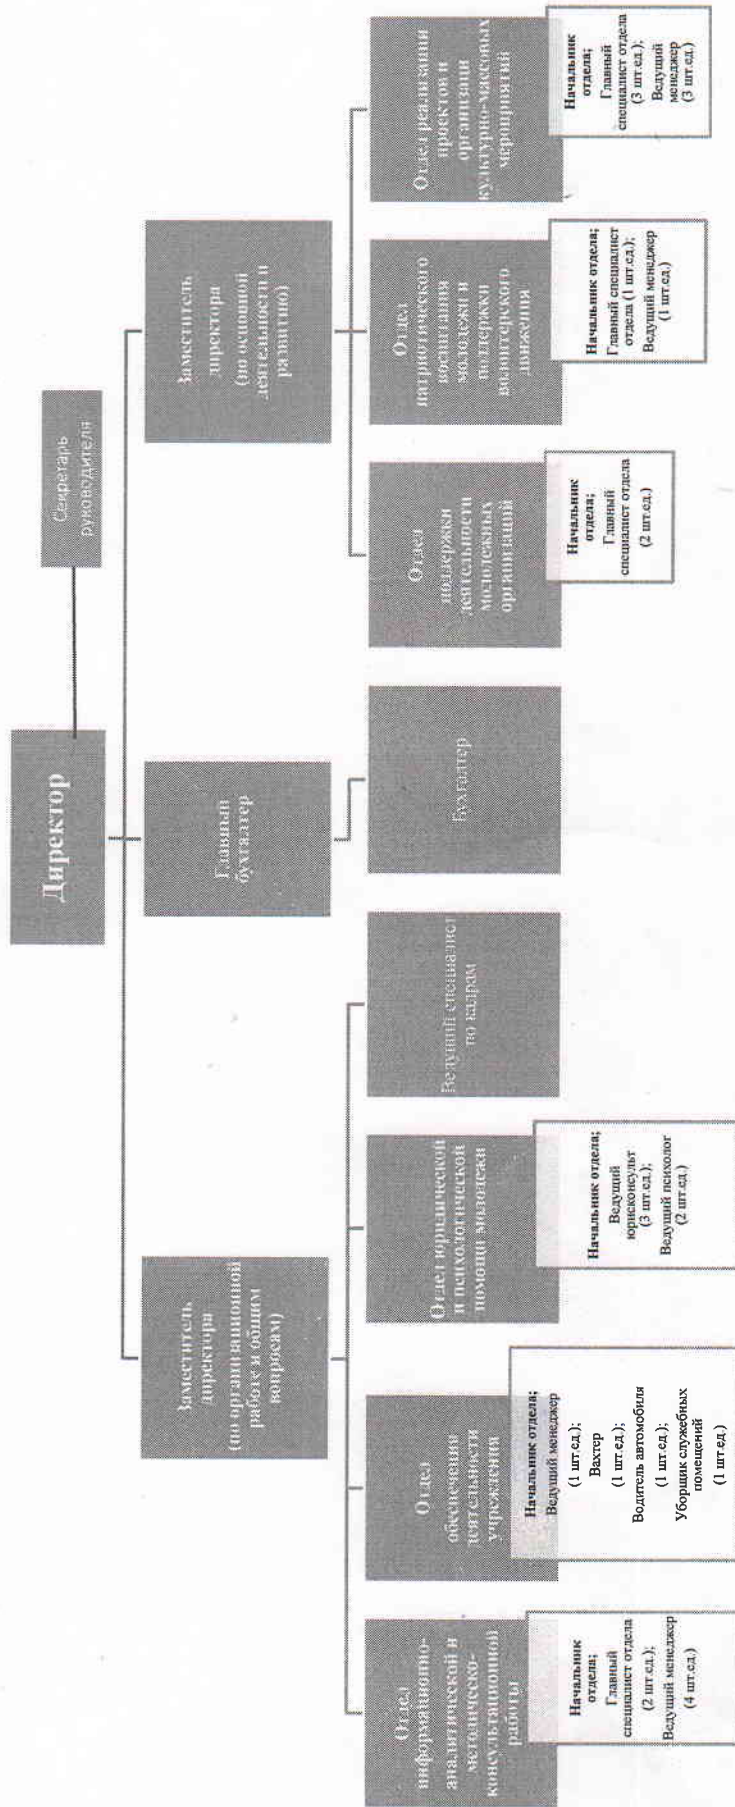 Директор
Секретарь
руководителя
Заместитель
директора
(по организационной
работе и общим
вопросам)
Главный
бухгалтер
Заместитель
директора
(по основной
деятельности и
развитию)
Отдел
информационно-
аналитической и
методическо-
консультационной
работы
Начальник
отдела;
Главный
специалист отдела
(2 шт.ед.);
Ведущий менеджер
(4 шт.ед.)
Отдел
обеспечения
деятельности
учреждения
Начальник отдела;
Ведущий менеджер
(1 шт.ед.);
Вахтер
(1 шт.ед.);
Водитель автомобиля
(1 шт.ед.);
Уборщик служебных
помещений
(1 шт.ед.)
Отдел юридической
и психологической
помощи молодежи
Начальник отдела;
Ведущий
юрисконсульт
(3 шт.ед.);
Ведущий психолог
(2 шт.ед.)
Ведущий специалист
по кадрам
Бухгалтер
Отдел
поддержки
деятельности
молодежных
организаций
Начальник
отдела;
Главный
специалист отдела
(2 шт.ед.)
Отдел
патриотического
воспитания
молодежи и
поддержки
волонтерского
движения
Начальник отдела;
Главный специалист
отдела (1 шт.ед.);
Ведущий менеджер
(1 шт.ед.)
Отдел реализации
проектов и
организаци
культурно-массовых
мероприятий
Начальник
отдела;
Главный
специалист отдела
(3 шт.ед.);
Ведущий
менеджер
(3 шт.ед.)